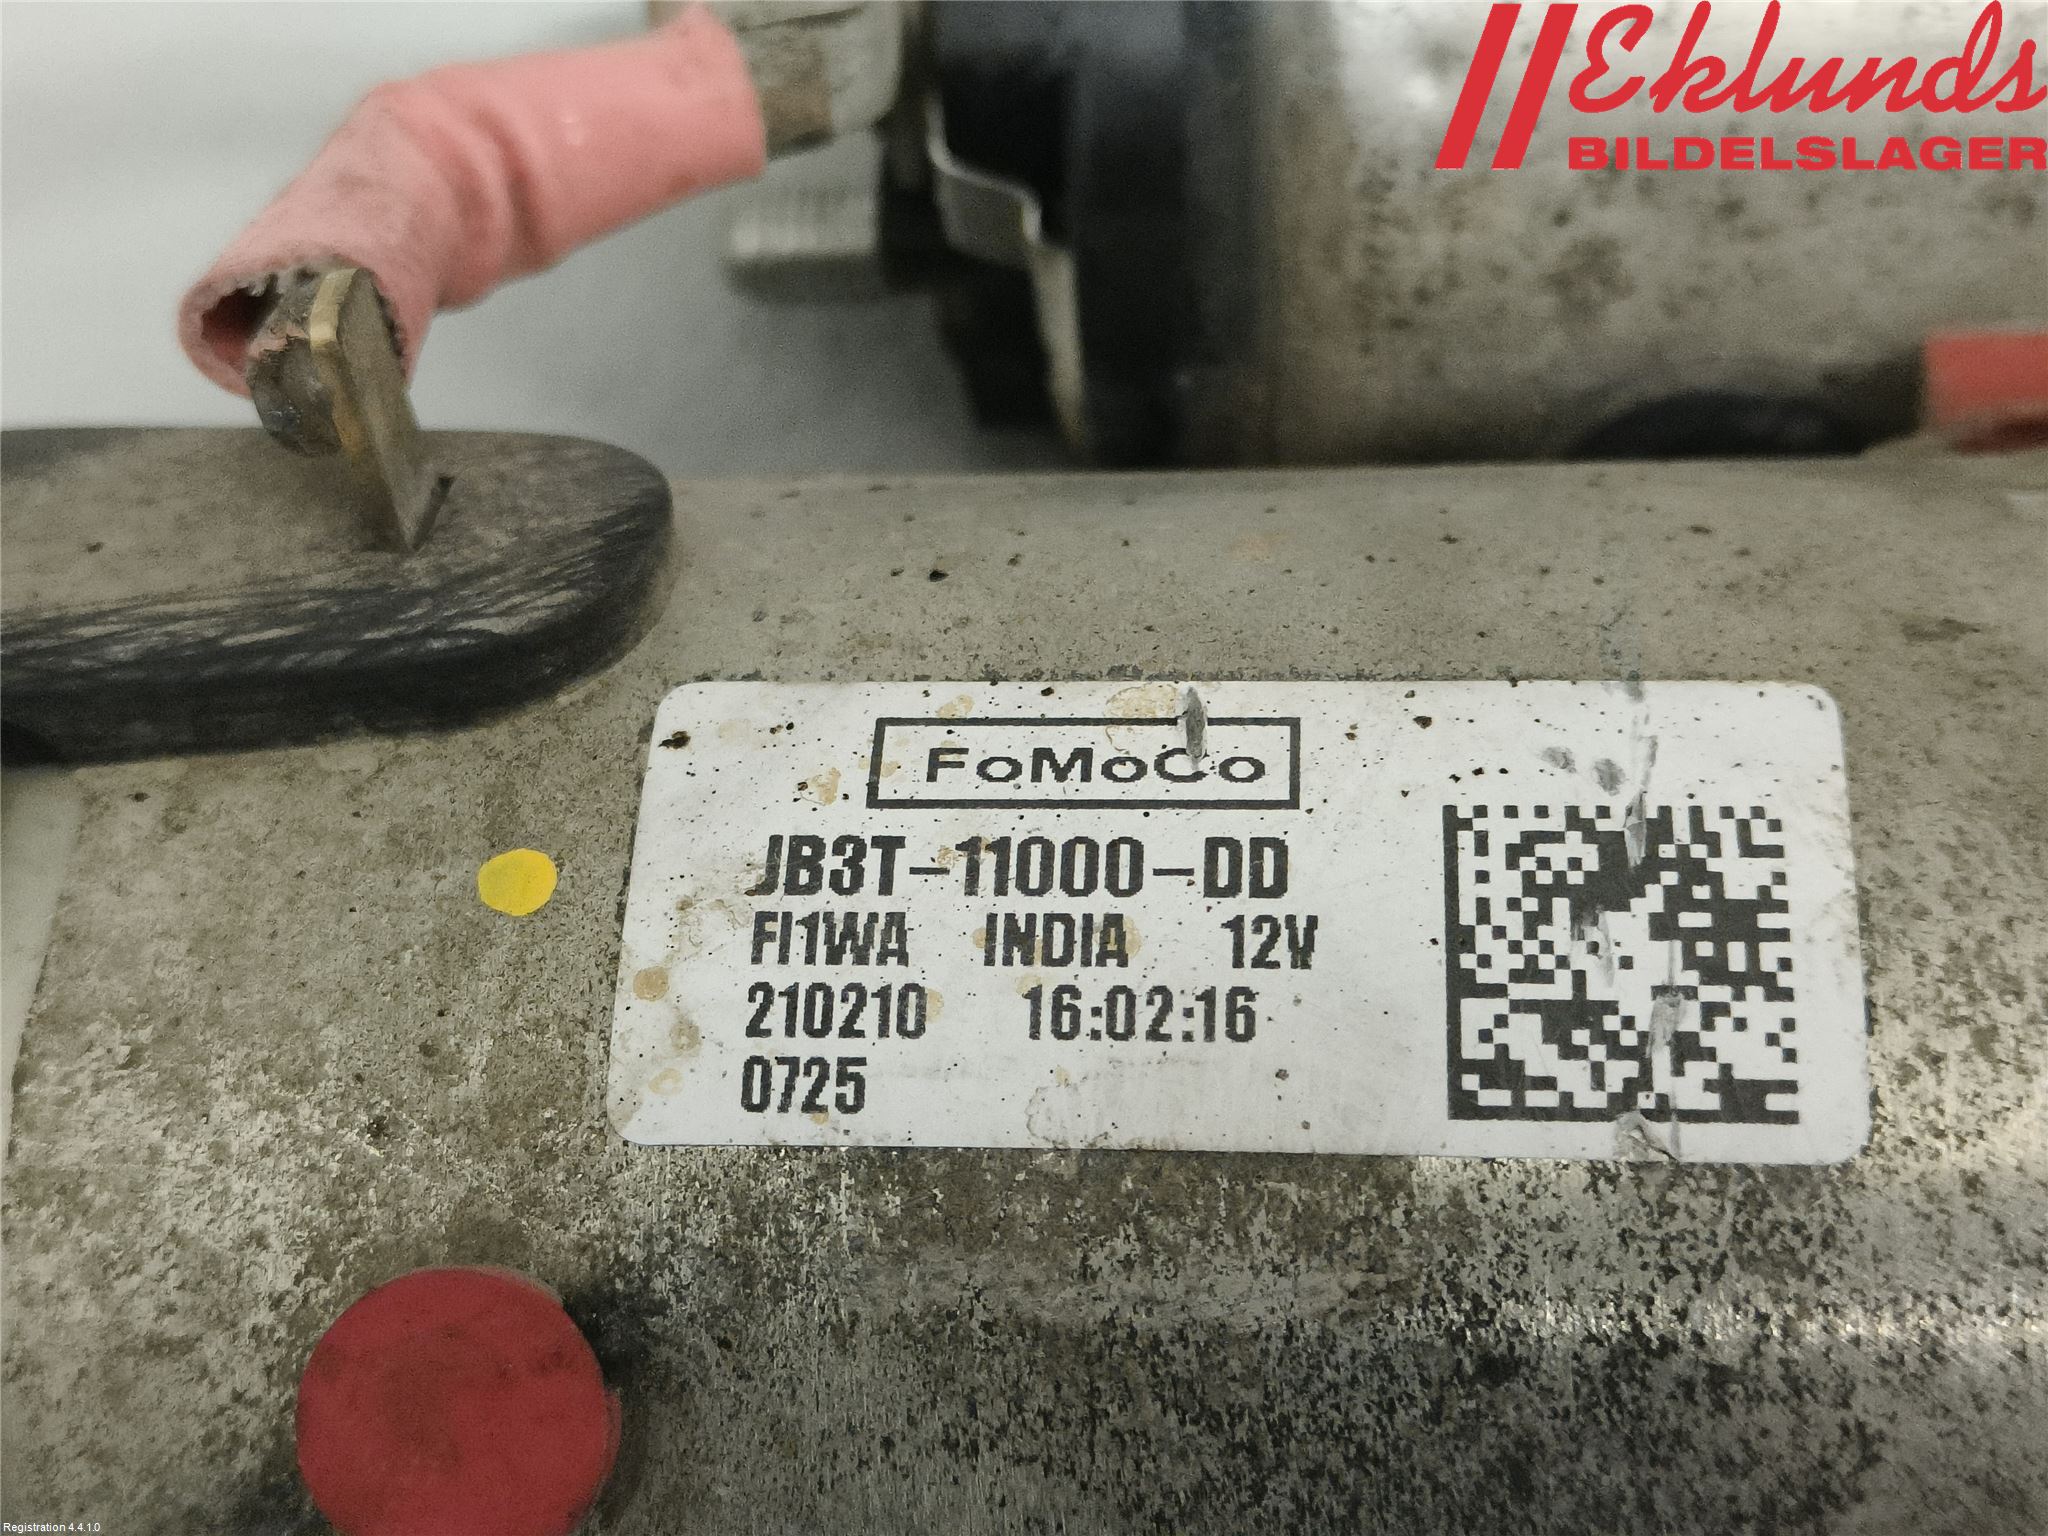 Eklunds
BILDELSLAGER
FoMoCo
JB3T-11000-DD
FI1WA INDIA 12V
210210 16:02:16
0725
Registration 4.4.1.0